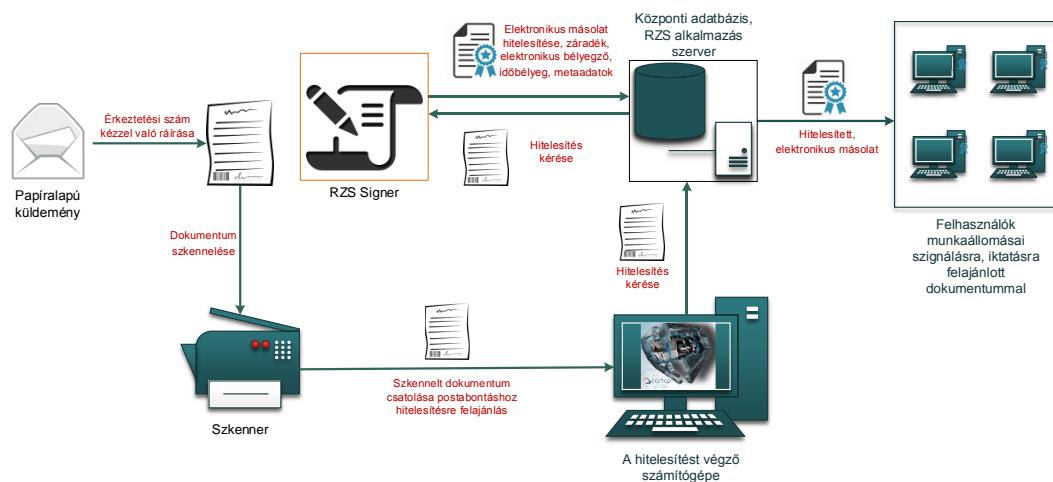 Elektronikus másolat
hitelesítése, záradék,
elektronikus bélyegző,
időbélyeg, metaadatok
Központi adatbázis,
RZS alkalmazás
szerver
Érkeztetési szám
kézzel való ráírása
Hitelesítés
kérése
Hitelesített,
elektronikus másolat
Papíralapú
küldemény
RZS Signer
Felhasználók
munkaállomásai
szignálásra, iktatásra
felajánlott
dokumentummal
Dokumentum
szkennelése
Hitelesítés
kérése
Szkennelt dokumentum
csatolása postabontáshoz
hitelesítésre felajánlás
Szkenner
A hitelesítést végző
számítógépe